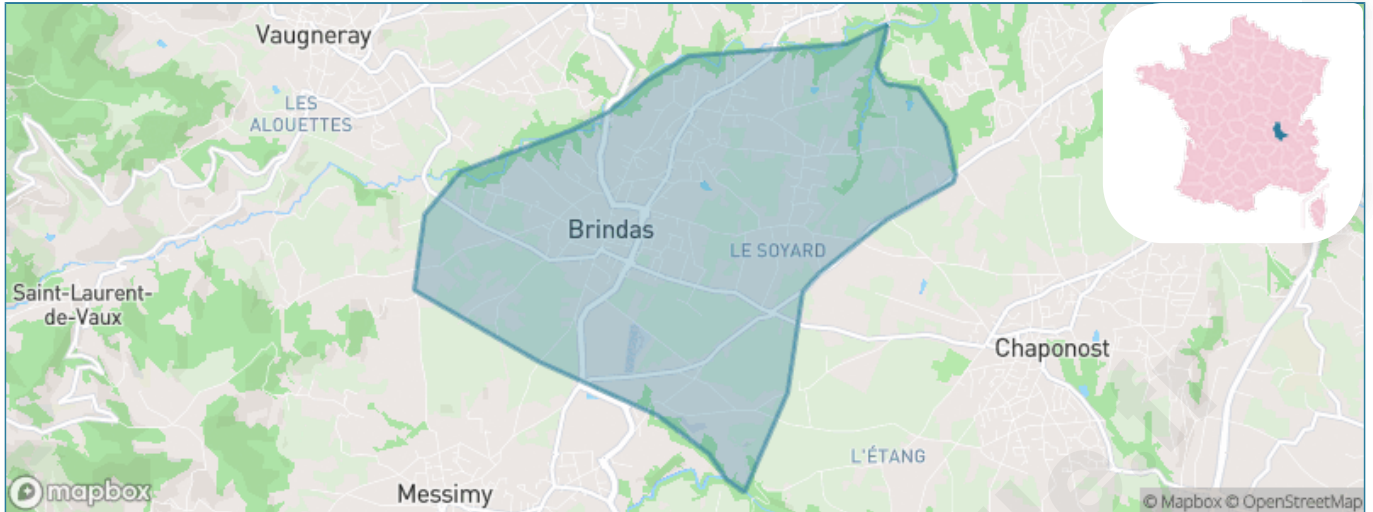 Vaugneray
LES
ALOUETTES
Brindas
LE SOYARD
Saint-Laurent-
de-Vaux
Chaponost
L'ÉTANG
Messimy
mapbox
© Mapbox © OpenStreetMap